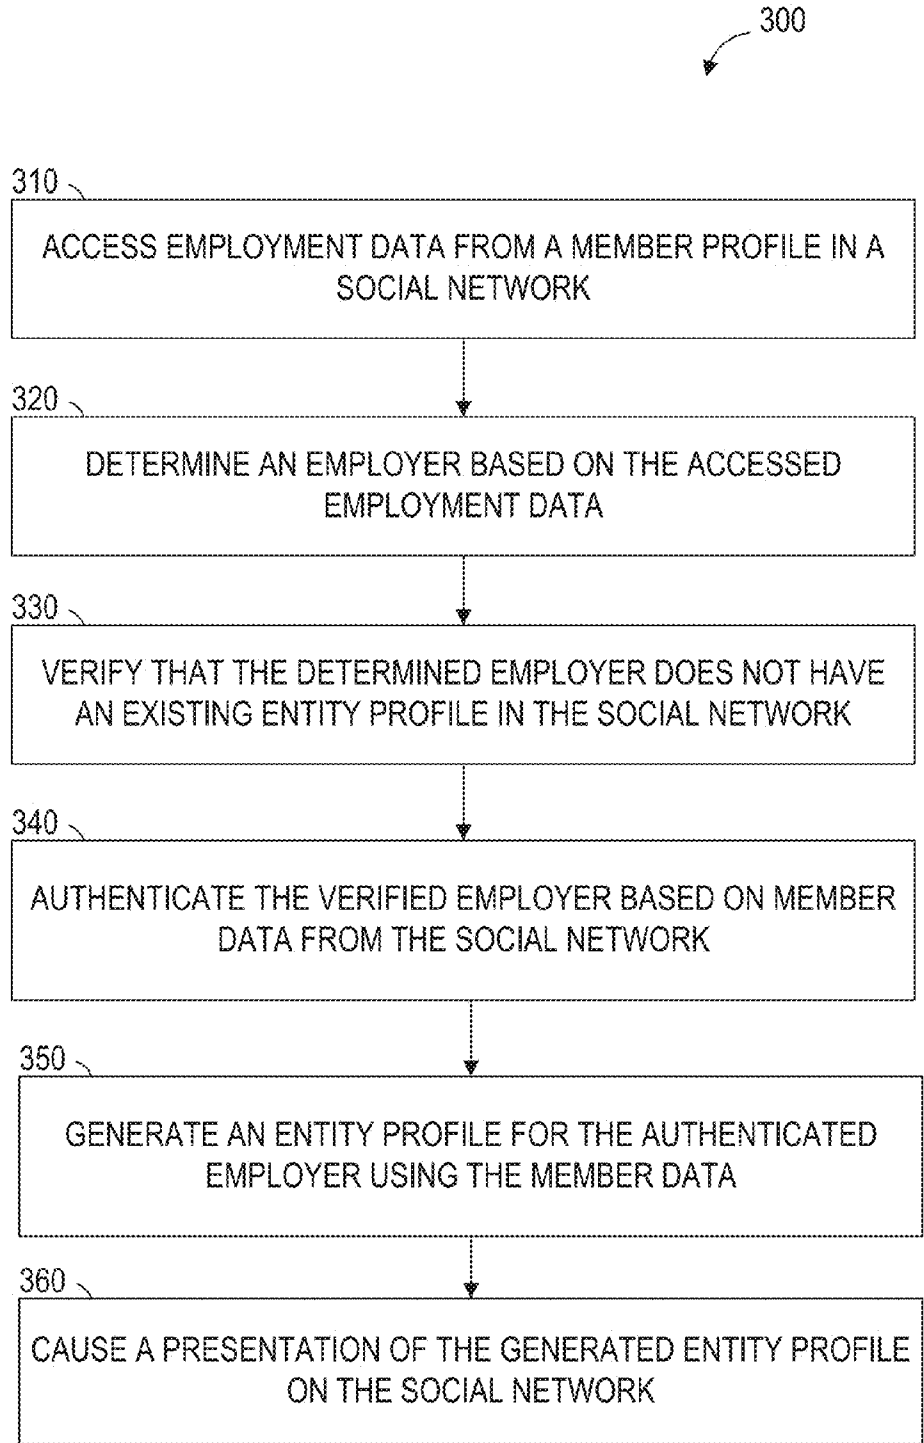 300
310
ACCESS EMPLOYMENT DATA FROM A MEMBER PROFILE IN A
SOCIAL NETWORK
320
DETERMINE AN EMPLOYER BASED ON THE ACCESSED
EMPLOYMENT DATA
330
VERIFY THAT THE DETERMINED EMPLOYER DOES NOT HAVE
AN EXISTING ENTITY PROFILE IN THE SOCIAL NETWORK
340
AUTHENTICATE THE VERIFIED EMPLOYER BASED ON MEMBER
DATA FROM THE SOCIAL NETWORK
350
GENERATE AN ENTITY PROFILE FOR THE AUTHENTICATED
EMPLOYER USING THE MEMBER DATA
360
CAUSE A PRESENTATION OF THE GENERATED ENTITY PROFILE
ON THE SOCIAL NETWORK